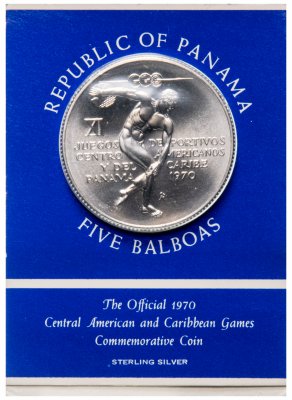 REPUBLIC OF PANAMA
XI
JUEGOS DEPORTIVOS
CENTRO AMERICANOS
DEL CARIBE
PANAMA 1970
FIVE BALBOAS
The Official 1970
Central American and Caribbean Games
Commemorative Coin
STERLING SILVER